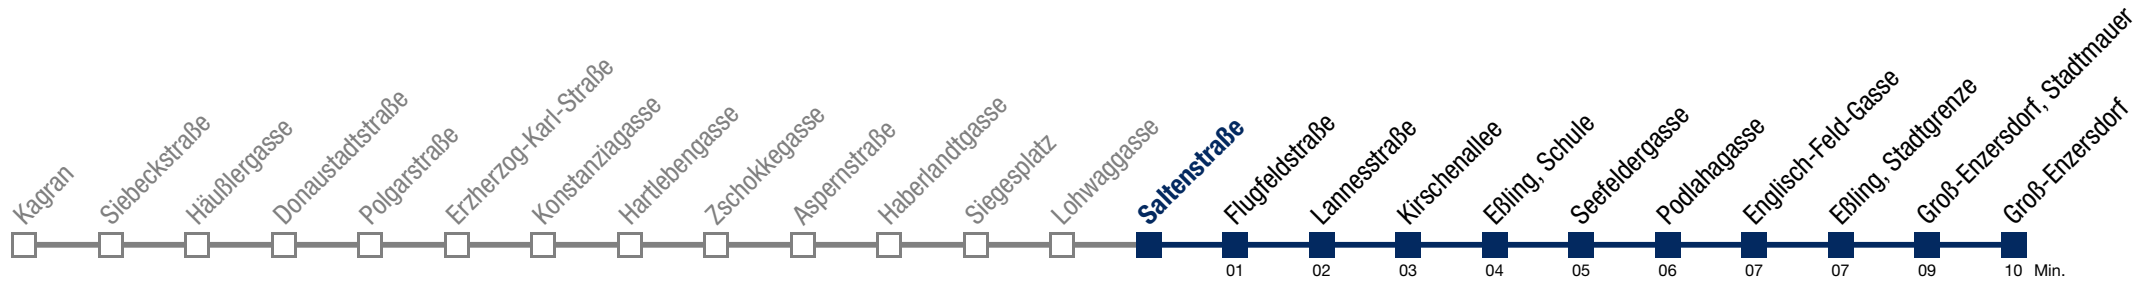 Kagran
Siebeckstraße
Häußlergasse
Donaustadtstraße
Polgarstraße
Erzherzog-Karl-Straße
Konstanziagasse
Hartlebengasse
Zschokkegasse
Aspernstraße
Haberlandtgasse
Siegesplatz
Lohwaggasse
Saltenstraße
Flugfeldstraße
Lannesstraße
Kirschenallee
Eßling, Schule
Seefeldergasse
Podlahagasse
Englisch-Feld-Gasse
Eßling, Stadtgrenze
Groß-Enzersdorf, Stadtmauer
Groß-Enzersdorf
01 02 03 04 05 06 07 07 09 10 Min.